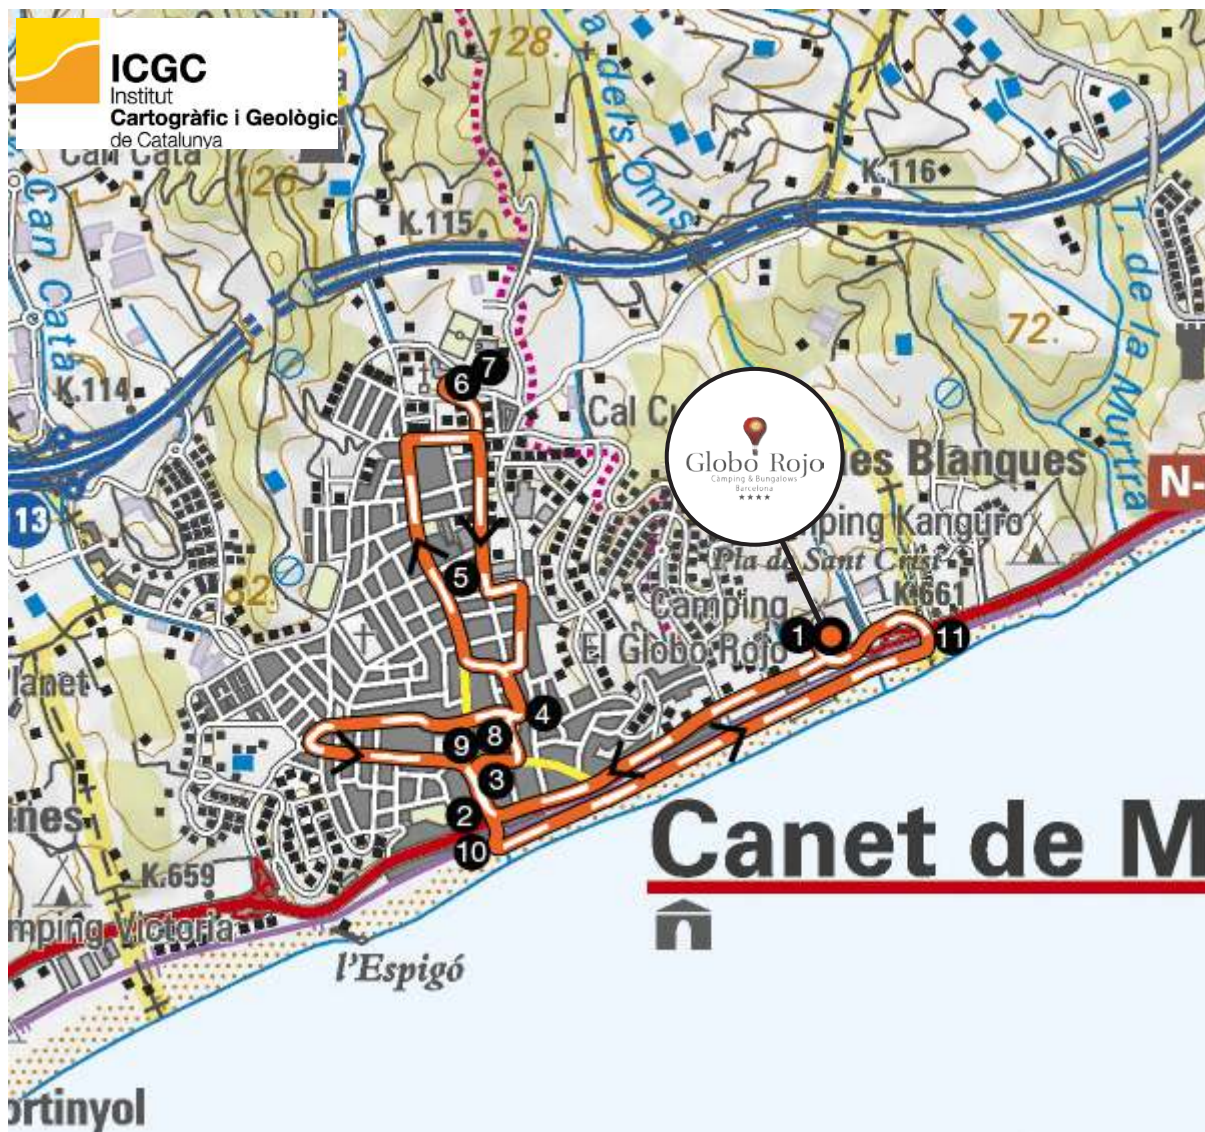 ICGC
Institut
Cartogràfic i Geològic
de Catalunya
Can Catà
128.
126
dels Oms
K.116
K.115
Can Catà
T. de la Murtra
72.
K.114
7
6
Cal Cu
Globo Rojo
Camping & Bungalows
Barcelona
★★★★
es Blanques
N-
13
ping Kanguro
Pla de Sant Crist
5
82.
K.661
Camping
El Globo Rojo
1
11
lanet
4
8
9
3
2
10
nes
Canet de M
K.659
mping Victoria
l'Espigó
ortinyol